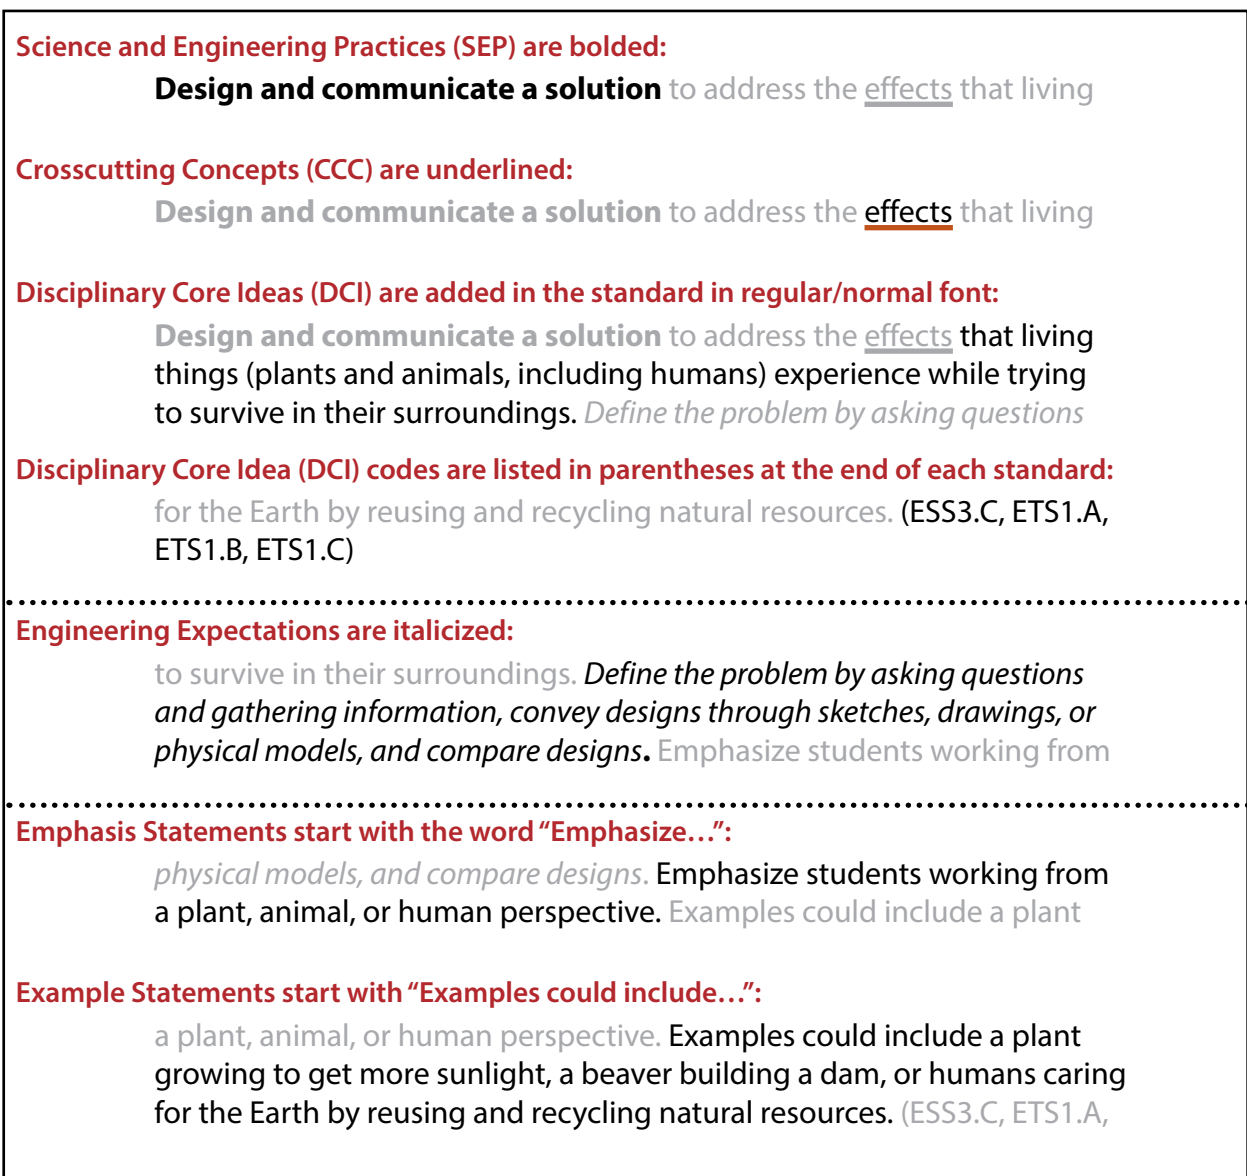 Science and Engineering Practices (SEP) are bolded:
Design and communicate a solution to address the effects that living
Crosscutting Concepts (CCC) are underlined:
Design and communicate a solution to address the effects that living
Disciplinary Core Ideas (DCI) are added in the standard in regular/normal font:
Design and communicate a solution to address the effects that living
things (plants and animals, including humans) experience while trying
to survive in their surroundings. Define the problem by asking questions
Disciplinary Core Idea (DCI) codes are listed in parentheses at the end of each standard:
for the Earth by reusing and recycling natural resources. (ESS3.C, ETS1.A,
ETS1.B, ETS1.C)
Engineering Expectations are italicized:
to survive in their surroundings. Define the problem by asking questions
and gathering information, convey designs through sketches, drawings, or
physical models, and compare designs. Emphasize students working from
Emphasis Statements start with the word “Emphasize…”:
physical models, and compare designs. Emphasize students working from
a plant, animal, or human perspective. Examples could include a plant
Example Statements start with “Examples could include…”:
a plant, animal, or human perspective. Examples could include a plant
growing to get more sunlight, a beaver building a dam, or humans caring
for the Earth by reusing and recycling natural resources. (ESS3.C, ETS1.A,